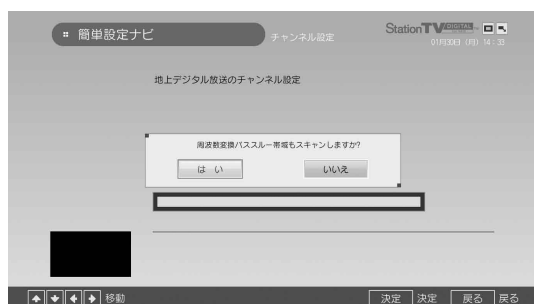 簡単設定ナビ
チャンネル設定
StationTV DIGITAL
01月30日 (月) 14:33
地上デジタル放送のチャンネル設定
周波数変換パススルー帯域もスキャンしますか?
はい
いいえ
移動
決定 決定
戻る 戻る